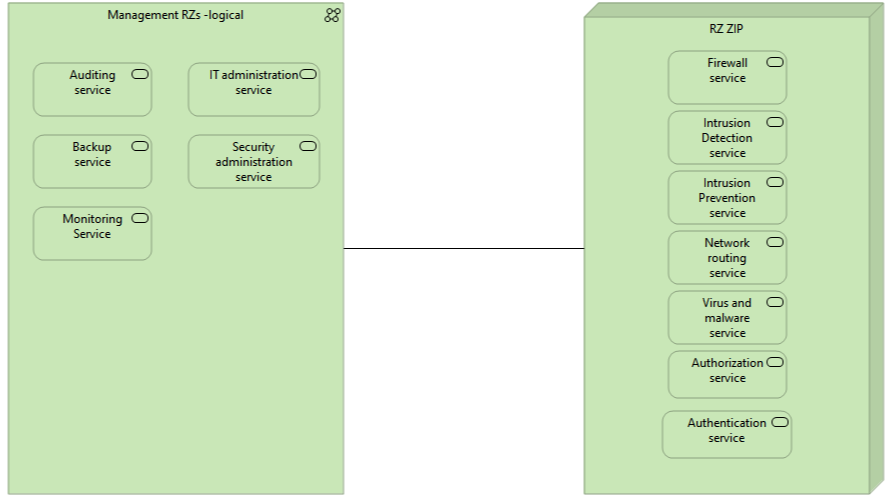 Management RZs -logical
Auditing
service
IT administration
service
Backup
service
Security
administration
service
Monitoring
Service
RZ ZIP
Firewall
service
Intrusion
Detection
service
Intrusion
Prevention
service
Network
routing
service
Virus and
malware
service
Authorization
service
Authentication
service